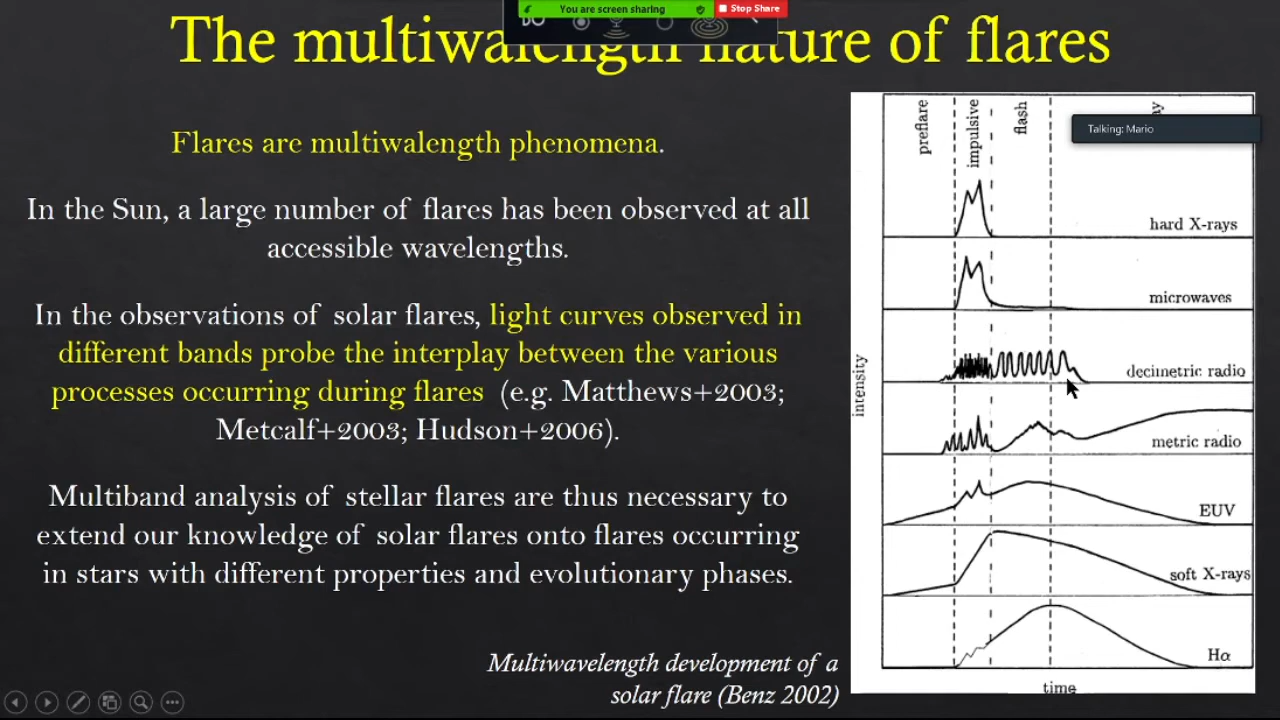 You are screen sharing
Stop Share
The multiwalength nature of flares
Flares are multiwalength phenomena.
In the Sun, a large number of flares has been observed at all
accessible wavelengths.
In the observations of solar flares, light curves observed in
different bands probe the interplay between the various
processes occurring during flares (e.g. Matthews+2003;
Metcalf+2003; Hudson+2006).
Multiband analysis of stellar flares are thus necessary to
extend our knowledge of solar flares onto flares occurring
in stars with different properties and evolutionary phases.
Multiwavelength development of a
solar flare (Benz 2002)
preflare
impulsive
flash
Talking: Mario
hard X-rays
microwaves
decimetric radio
metric radio
EUV
soft X-rays
Hα
intensity
time